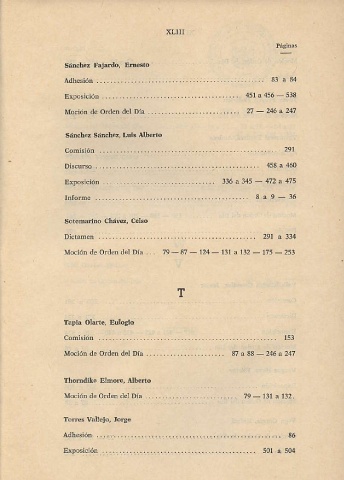 XLIII
Páginas
Sánchez Fajardo, Ernesto
Adhesión ........................ 83 a 84
Exposición ........................ 451 a 456 — 538
Moción de Orden del Día ........................ 27 — 246 a 247
Sánchez Sánchez, Luis Alberto
Comisión ........................ 291
Discurso ........................ 458 a 460
Exposición ........................ 336 a 345 — 472 a 475
Informe ........................ 8 a 9 — 36
Sotomarino Chávez, Celso
Dictamen ........................ 291 a 334
Moción de Orden del Día ... 79 — 87 — 124 — 131 a 132 — 175 — 253
T
Tapia Olarte, Eulogio
Comisión ........................ 153
Moción de Orden del Día ........................ 87 a 88 — 246 a 247
Thorndike Elmore, Alberto
Moción de Orden del Día ........................ 79 — 131 a 132.
Torres Vallejo, Jorge
Adhesión ........................ 86
Exposición ........................ 501 a 504